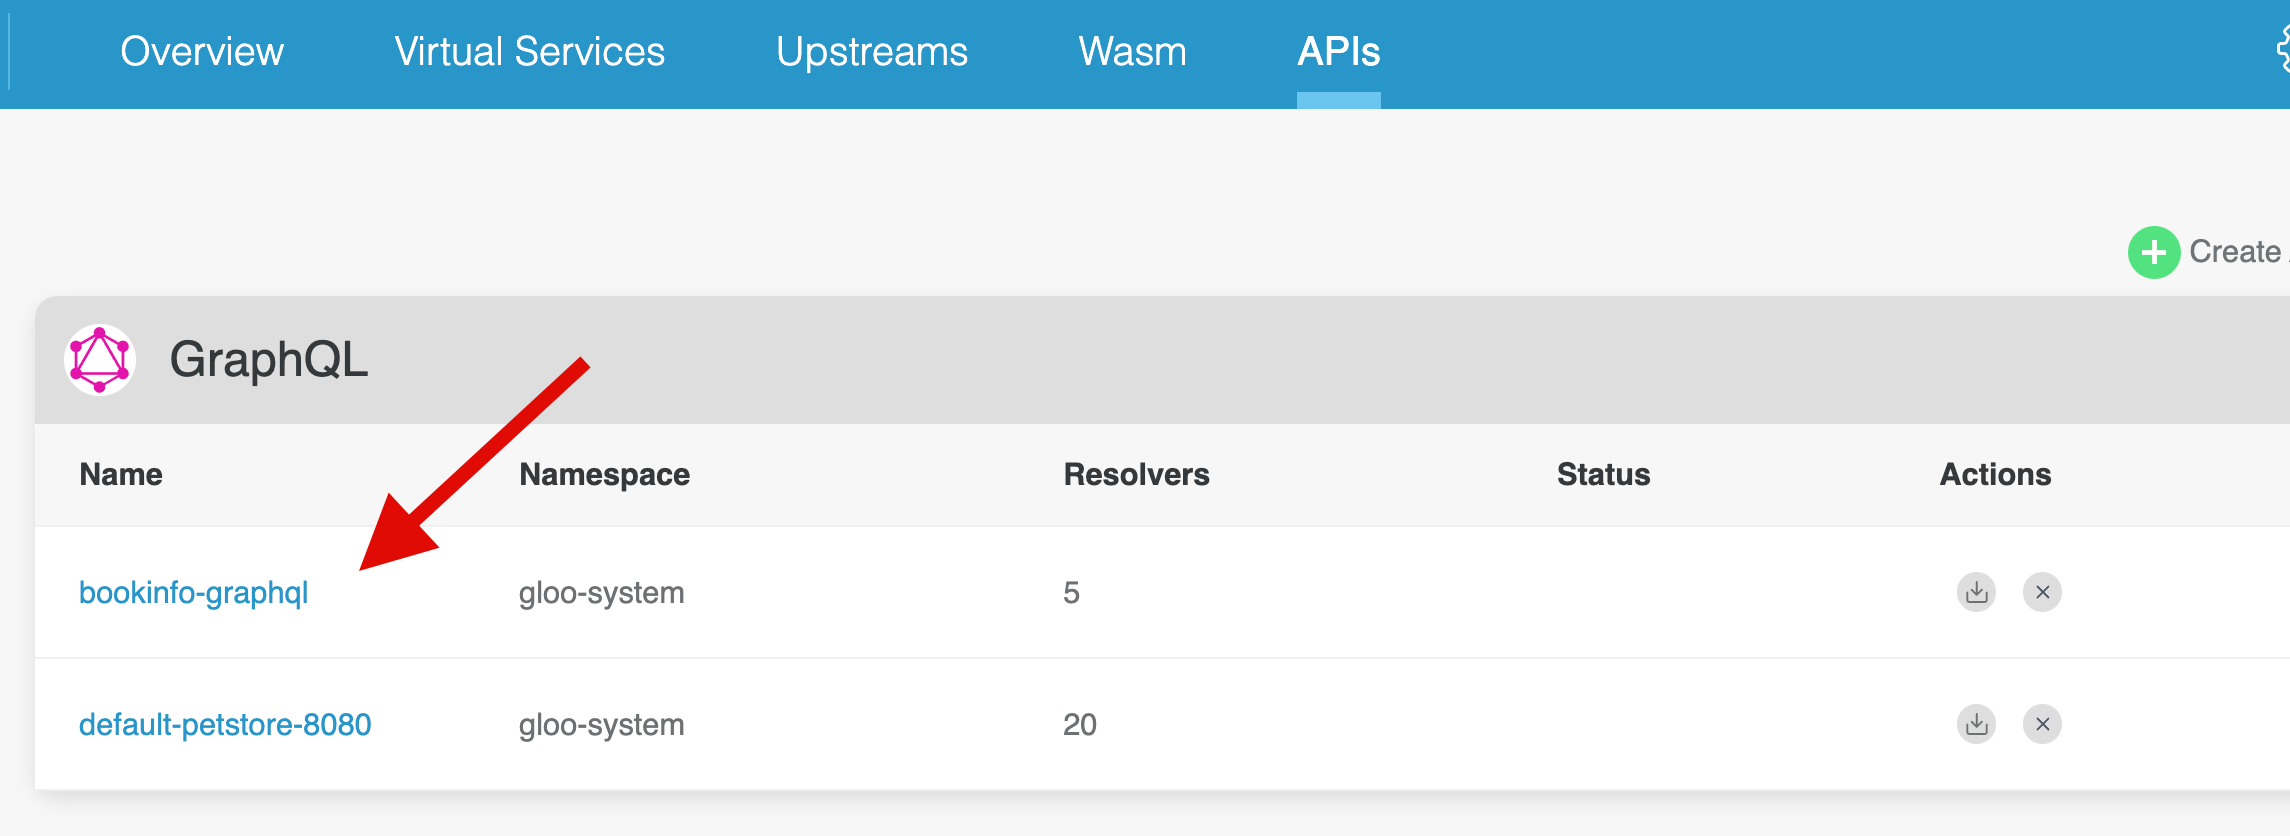 Overview Virtual Services Upstreams Wasm APIs
Create
GraphQL
Name Namespace Resolvers Status Actions
bookinfo-graphql gloo-system 5
default-petstore-8080 gloo-system 20